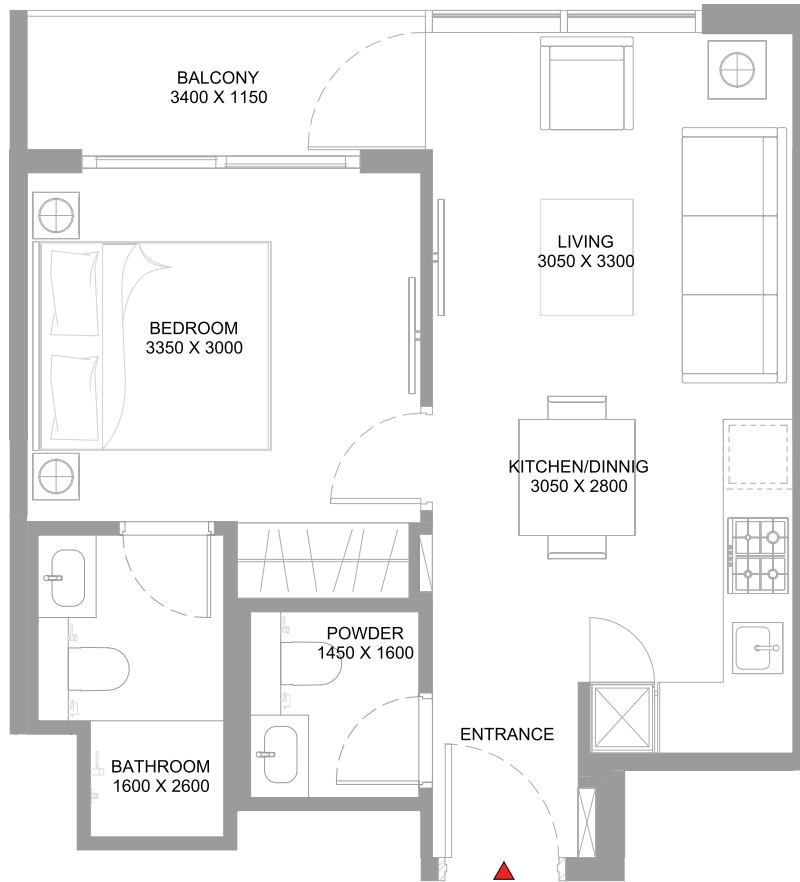 BALCONY
3400 X 1150
LIVING
3050 X 3300
BEDROOM
3350 X 3000
KITCHEN/DINNIG
3050 X 2800
POWDER
1450 X 1600
ENTRANCE
BATHROOM
1600 X 2600